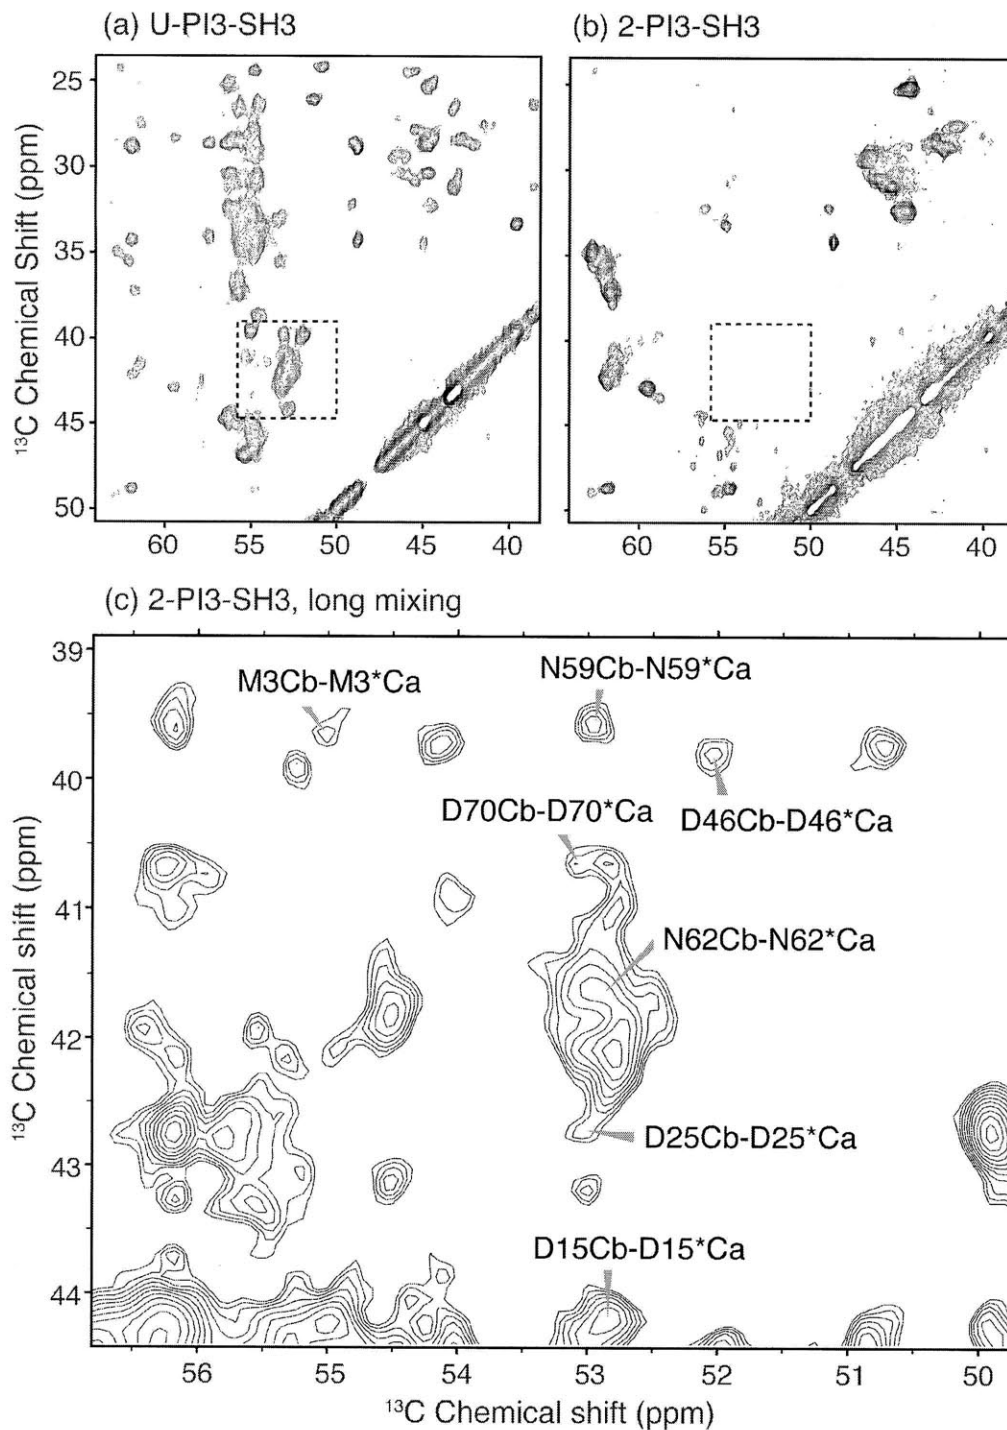 (a) U-PI3-SH3
(b) 2-PI3-SH3
¹³C Chemical Shift (ppm)
25
30
35
40
45
50
60
55
50
45
40
60
55
50
45
40
(c) 2-PI3-SH3, long mixing
¹³C Chemical shift (ppm)
39
40
41
42
43
44
M3Cb-M3*Ca
N59Cb-N59*Ca
D70Cb-D70*Ca
D46Cb-D46*Ca
N62Cb-N62*Ca
D25Cb-D25*Ca
D15Cb-D15*Ca
56
55
54
53
52
51
50
¹³C Chemical shift (ppm)